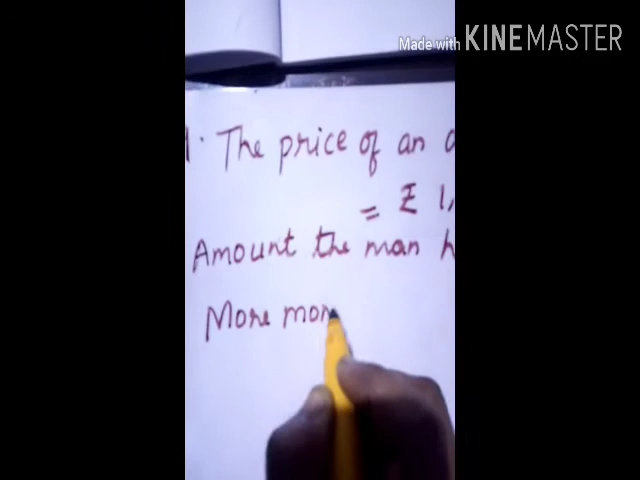 Made with KINEMASTER
1. The price of an
= ₹ 1,
Amount the man h
More mon